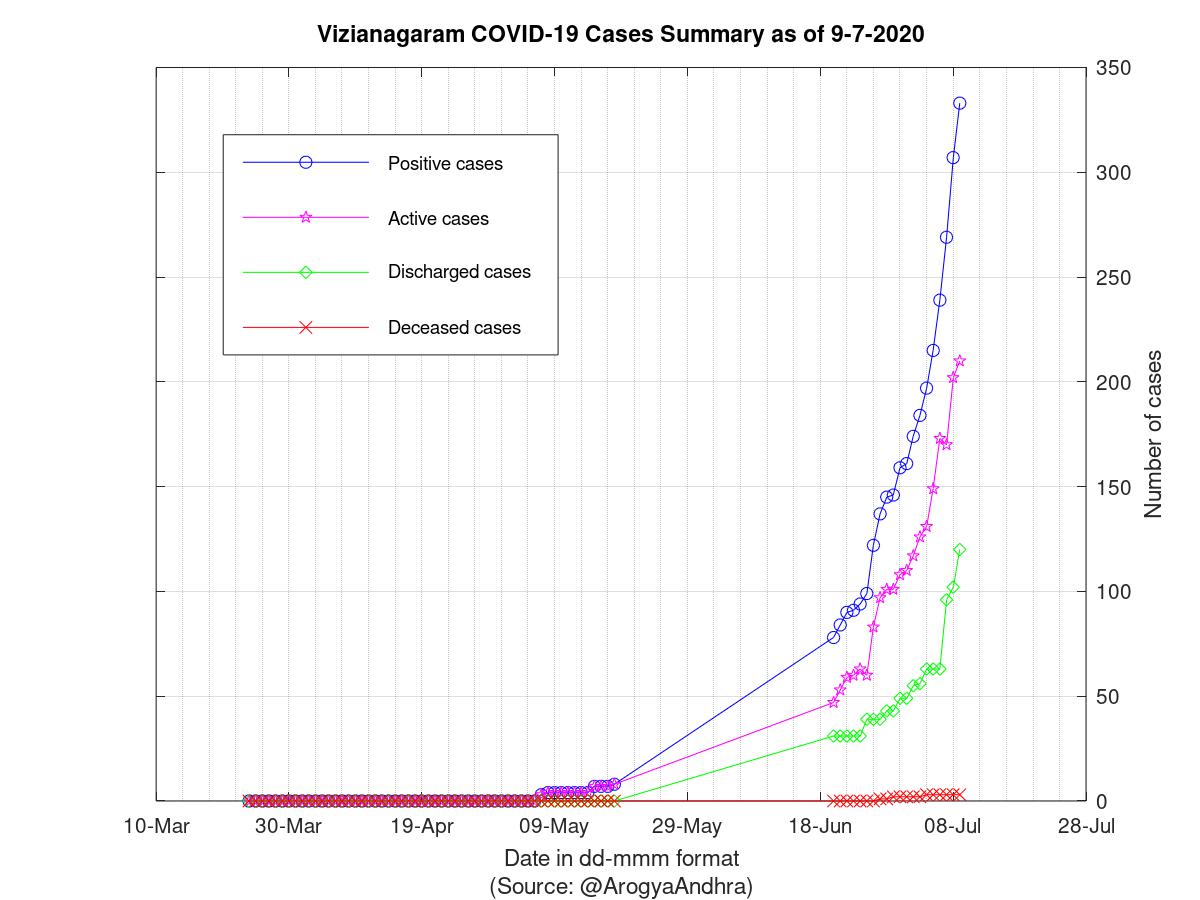 Vizianagaram COVID-19 Cases Summary as of 9-7-2020
350
300
250
200
150
100
50
0
Number of cases
Positive cases
Active cases
Discharged cases
Deceased cases
10-Mar 30-Mar 19-Apr 09-May 29-May 18-Jun 08-Jul 28-Jul
Date in dd-mmm format
(Source: @ArogyaAndhra)